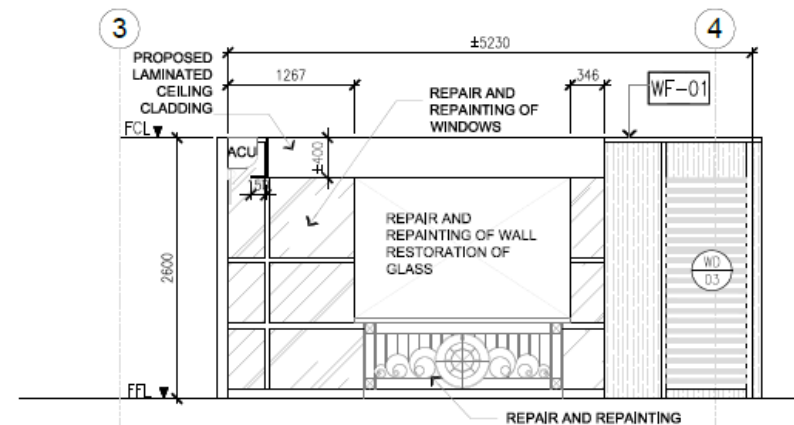 3
4
±5230
PROPOSED
LAMINATED
CEILING
CLADDING
1267
346
REPAIR AND
REPAINTING OF
WINDOWS
WF-01
FCL
ACU
±400
REPAIR AND
REPAINTING OF WALL
RESTORATION OF
GLASS
2600
WD
03
FFL
REPAIR AND REPAINTING